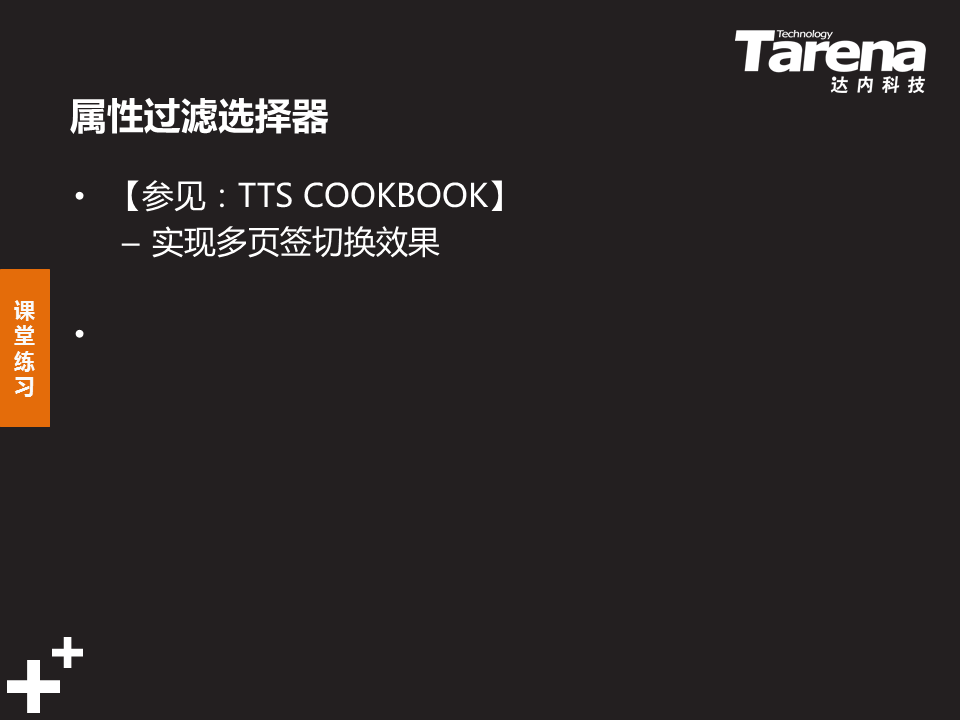 Technology
Tarena
达内科技
属性过滤选择器
• 【参见：TTS COOKBOOK】
– 实现多页签切换效果
•
课
堂
练
习